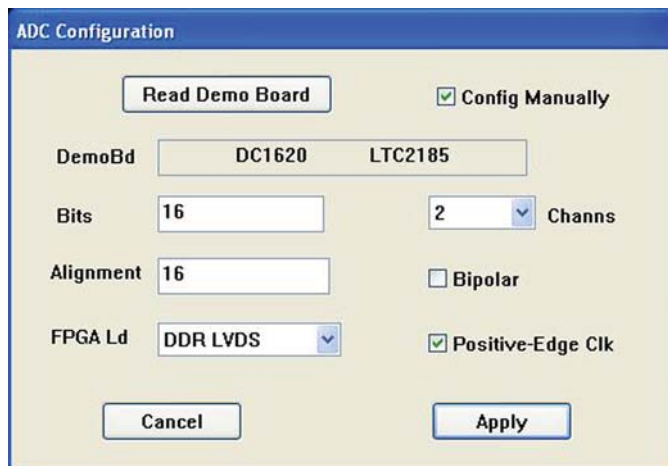 ADC Configuration
Read Demo Board
Config Manually
DemoBd DC1620 LTC2185
Bits 16 2 Channs
Alignment 16 Bipolar
FPGA Ld DDR LVDS Positive-Edge Clk
Cancel Apply